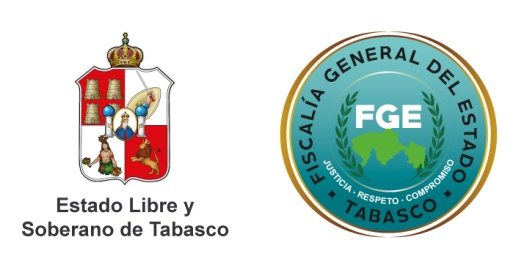 Estado Libre y
Soberano de Tabasco
FISCALÍA GENERAL DEL ESTADO
FGE
JUSTICIA · RESPETO · COMPROMISO
· TABASCO ·